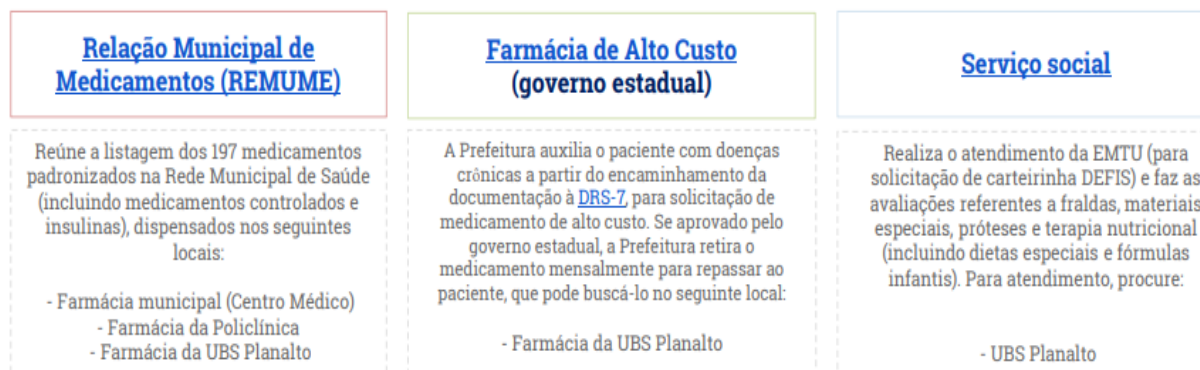 Relação Municipal de
Medicamentos (REMUME)
Reúne a listagem dos 197 medicamentos
padronizados na Rede Municipal de Saúde
(incluindo medicamentos controlados e
insulinas), dispensados nos seguintes
locais:
- Farmácia municipal (Centro Médico)
- Farmácia da Policlínica
- Farmácia da UBS Planalto
Farmácia de Alto Custo
(governo estadual)
A Prefeitura auxilia o paciente com doenças
crônicas a partir do encaminhamento da
documentação à DRS-7, para solicitação de
medicamento de alto custo. Se aprovado pelo
governo estadual, a Prefeitura retira o
medicamento mensalmente para repassar ao
paciente, que pode buscá-lo no seguinte local:
- Farmácia da UBS Planalto
Serviço social
Realiza o atendimento da EMTU (para
solicitação de carteirinha DEFIS) e faz as
avaliações referentes a fraldas, materiais
especiais, próteses e terapia nutricional
(incluindo dietas especiais e fórmulas
infantis). Para atendimento, procure:
- UBS Planalto